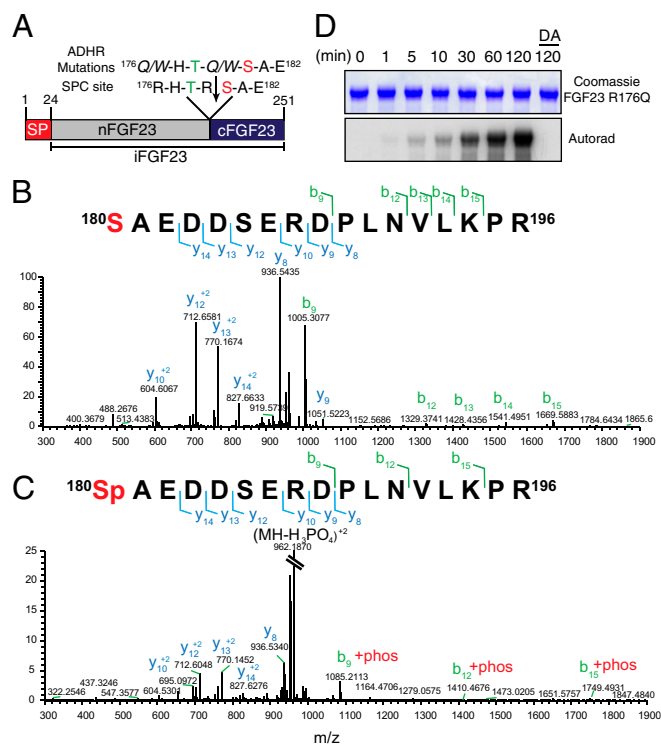 A
ADHR
Mutations ¹⁷⁶Q/W-H-T-Q/W-S-A-E¹⁸²
SPC site ¹⁷⁶R-H-T-R S-A-E¹⁸²
1 24 251
SP nFGF23 cFGF23
iFGF23
D
DA
(min) 0 1 5 10 30 60 120 120
Coomassie
FGF23 R176Q
Autorad
B
b₉ b₁₂ b₁₃ b₁₄ b₁₅
¹⁸⁰SAEDDSERDPLNVLKPR¹⁹⁶
y₁₄ y₁₃ y₁₂ y₁₀ y₉ y₈
100
80
60
40
20
0
y₈
936.5435
y₁₂⁺²
712.6581
b₉
1005.3077
y₁₃⁺²
770.1674
y₁₀⁺²
604.6067
y₁₄⁺²
827.6633
488.2676
400.3679
513.4383
919.5739
y₉
1051.5223
1152.5686
b₁₂
1329.3741
b₁₃
1428.4356
b₁₄
1541.4951
b₁₅
1669.5883
1784.6434
1865.6
300 400 500 600 700 800 900 1000 1100 1200 1300 1400 1500 1600 1700 1800 1900
C
b₉ b₁₂ b₁₅
¹⁸⁰SpAEDDSERDPLNVLKPR¹⁹⁶
y₁₄ y₁₃ y₁₂ y₁₀ y₉ y₈
(MH-H₃PO₄)⁺²
962.1870
25
20
15
10
5
0
y₈
936.5340
y₁₀⁺²
y₁₂⁺²
712.6048
y₁₃⁺²
770.1452
y₁₄⁺²
827.6276
695.0972
604.5301
322.2546
437.3246
547.3577
b₉+phos
1085.2113
1164.4706
1279.0575
b₁₂+phos
1410.4676
1473.0205
1651.5757
b₁₅+phos
1749.4931
1847.4840
300 400 500 600 700 800 900 1000 1100 1200 1300 1400 1500 1600 1700 1800 1900
m/z